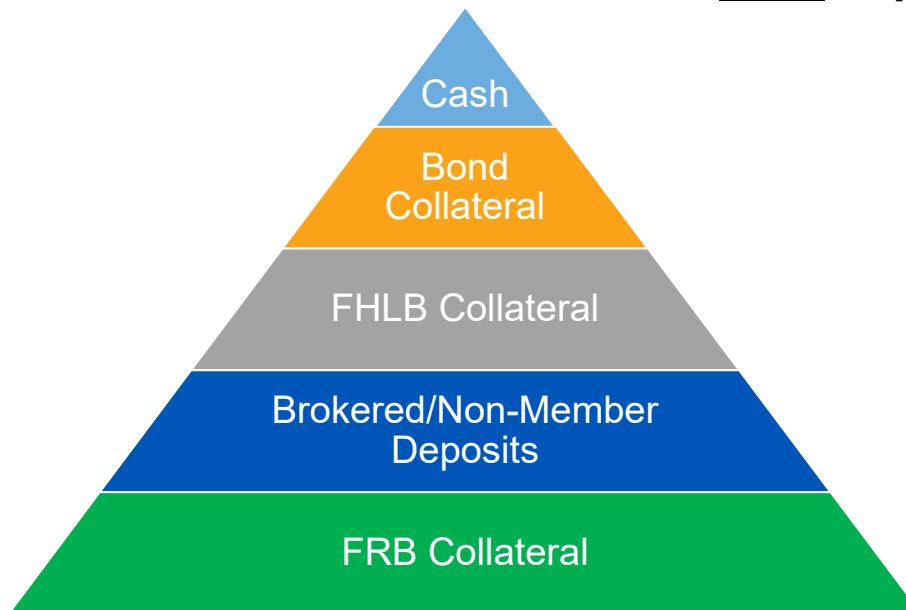 Cash
Bond
Collateral
FHLB Collateral
Brokered/Non-Member
Deposits
FRB Collateral